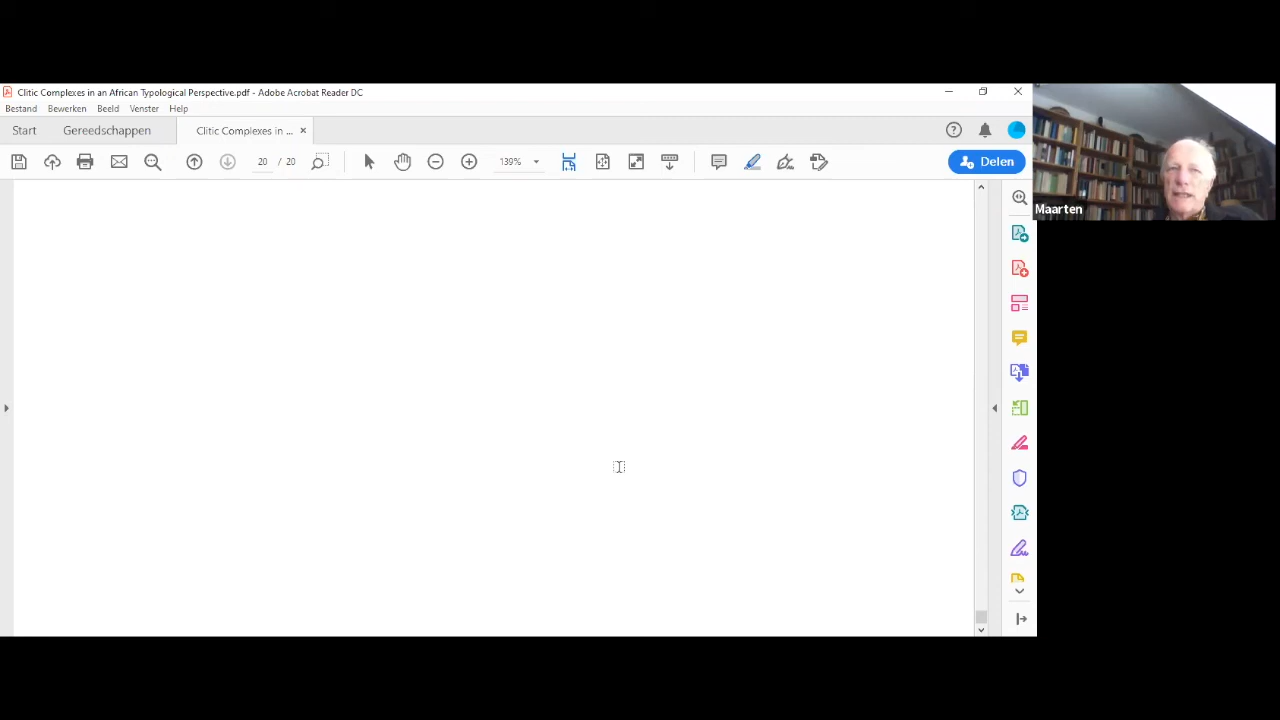 Clitic Complexes in an African Typological Perspective.pdf - Adobe Acrobat Reader DC
Bestand Bewerken Beeld Venster Help
Start Gereedschappen Clitic Complexes in ...
20 / 20 139% Delen
Maarten